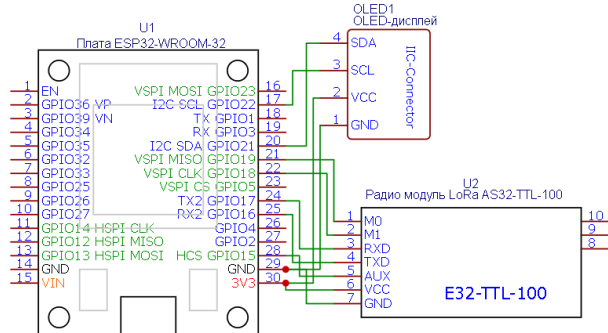 OLED1
OLED-дисплей
U1
Плата ESP32-WROOM-32
4 SDA
3 SCL
2 VCC
1 GND
IIC-Connector
1 EN
2 GPIO36 VP
3 GPIO39 VN
4 GPIO34
5 GPIO35
6 GPIO32
7 GPIO33
8 GPIO25
9 GPIO26
10 GPIO27
11 GPIO14 HSPI CLK
12 GPIO12 HSPI MISO
13 GPIO13 HSPI MOSI
14 GND
15 VIN
VSPI MOSI GPIO23 16
I2C SCL GPIO22 17
TX GPIO1 18
RX GPIO3 19
I2C SDA GPIO21 20
VSPI MISO GPIO19 21
VSPI CLK GPIO18 22
VSPI CS GPIO5 23
TX2 GPIO17 24
RX2 GPIO16 25
GPIO4 26
GPIO2 27
HCS GPIO15 28
GND 29
3V3 30
U2
Радио модуль LoRa AS32-TTL-100
1 M0
2 M1
3 RXD
4 TXD
5 AUX
6 VCC
7 GND
10
9
8
E32-TTL-100